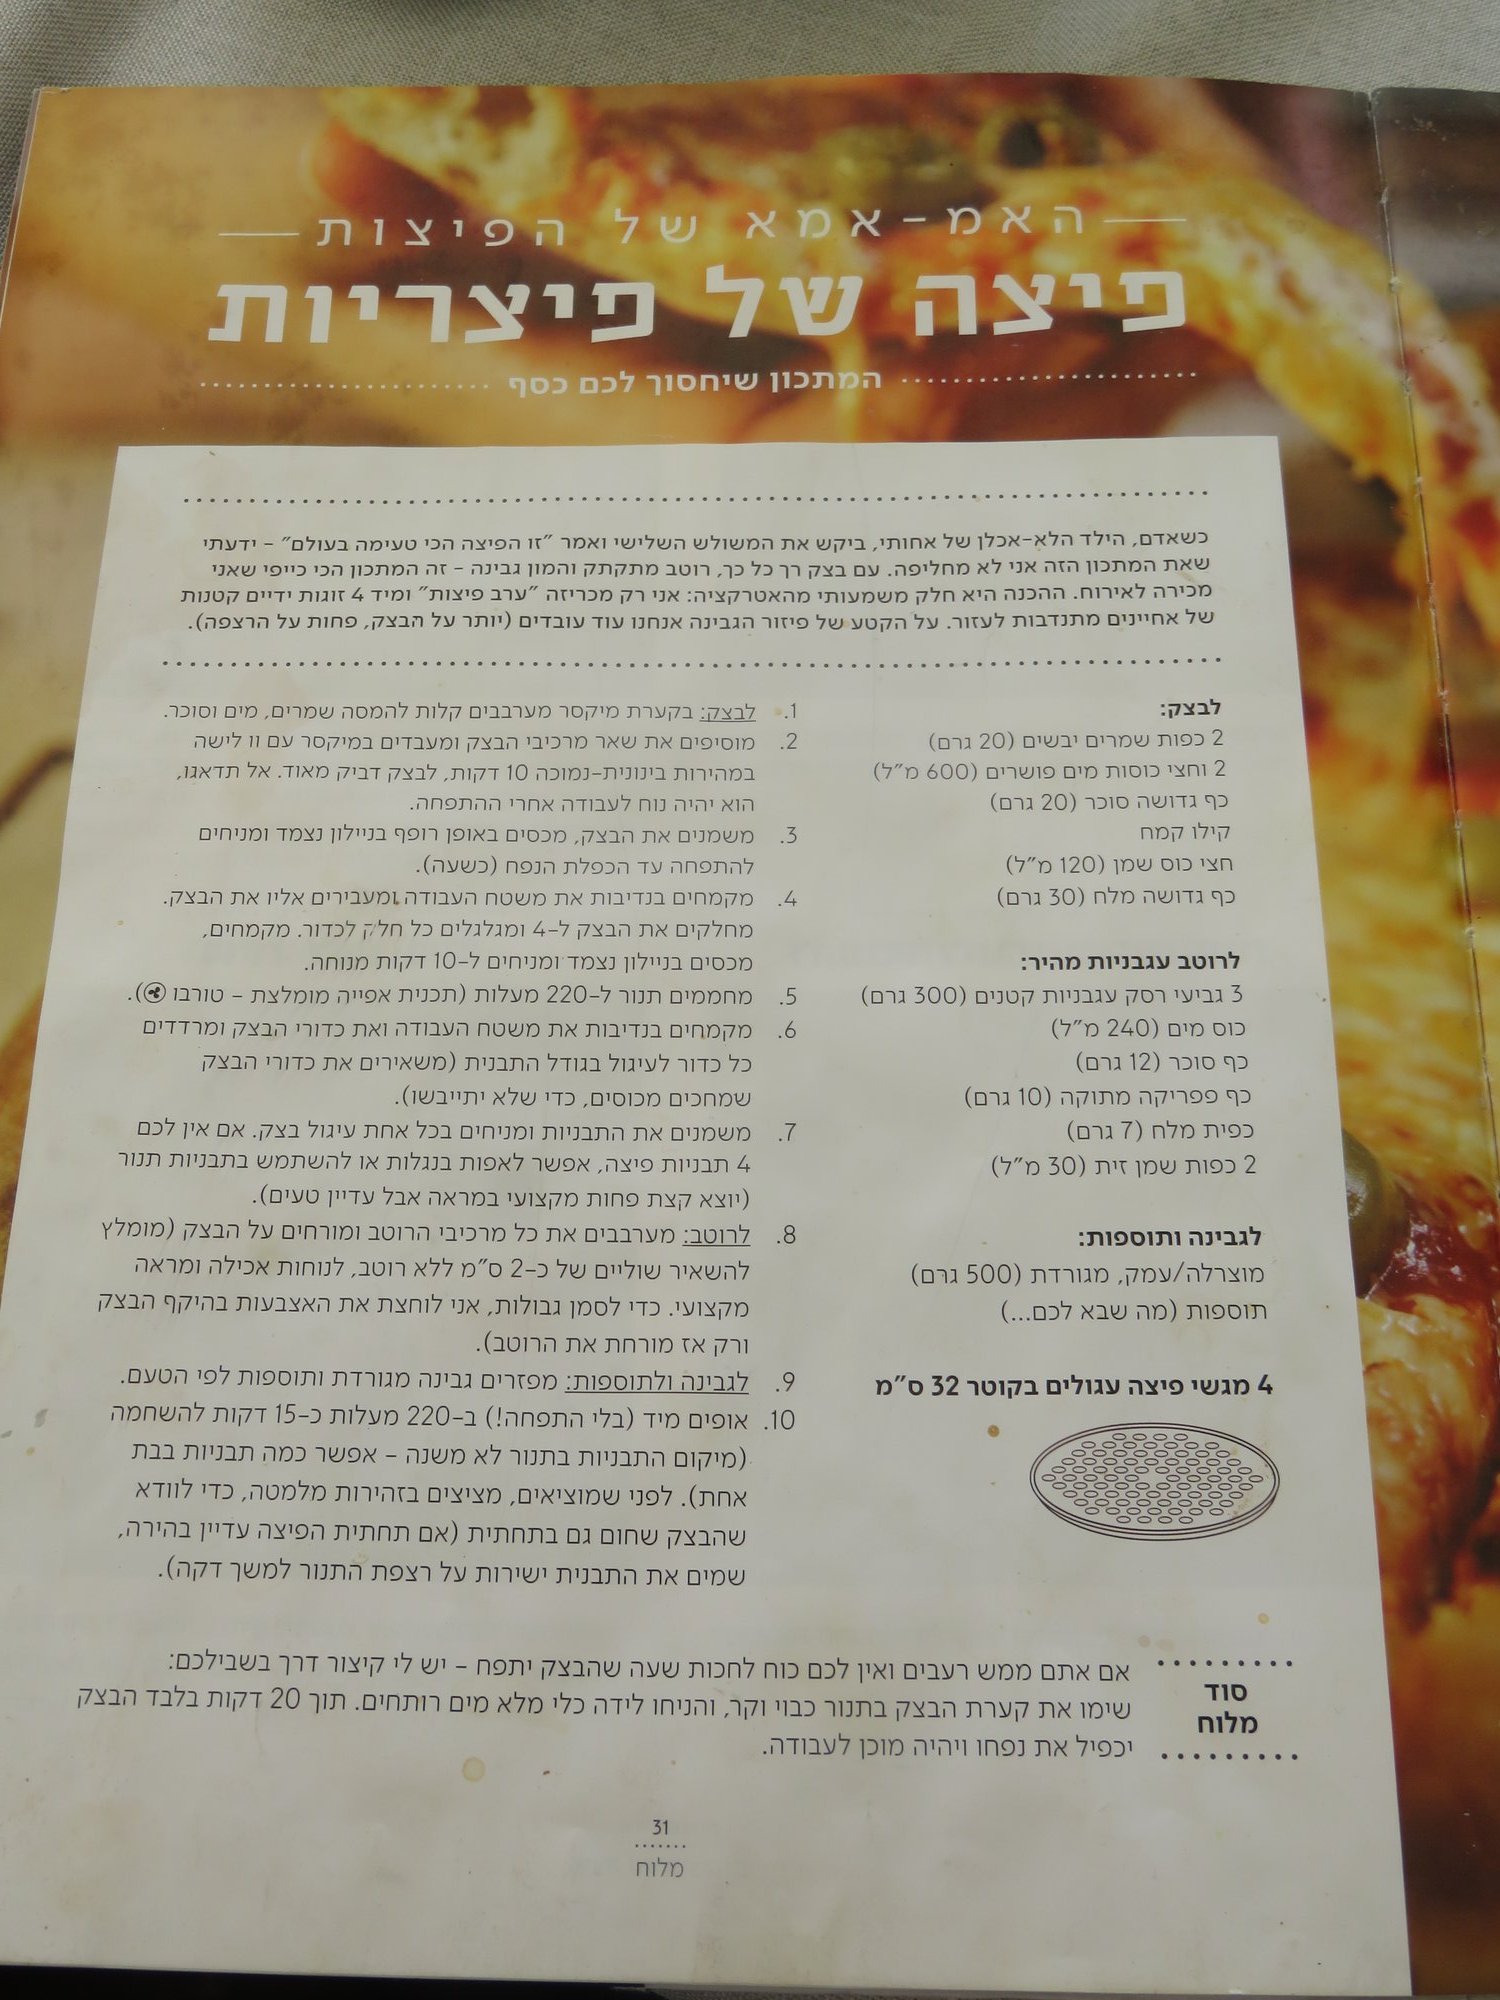 האמ-אמא של הפיצות
פיצה של פיצריות
המתכון שיחסוך לכם כסף
כשאדם, הילד הלא-אכלן של אחותי, ביקש את המשולש השלישי ואמר "זו הפיצה הכי טעימה בעולם" - ידעתי
שאת המתכון הזה אני לא מחליפה. עם בצק רך כל כך, רוטב מתקתק והמון גבינה - זה המתכון הכי כייפי שאני
מכירה לאירוח. ההכנה היא חלק משמעותי מהאטרקציה: אני רק מכריזה "ערב פיצות" ומיד 4 זוגות ידיים קטנות
של אחיינים מתנדבות לעזור. על הקטע של פיזור הגבינה אנחנו עוד עובדים (יותר על הבצק, פחות על הרצפה).
לבצק:
2 כפות שמרים יבשים (20 גרם)
2 וחצי כוסות מים פושרים (600 מ"ל)
כף גדושה סוכר (20 גרם)
קילו קמח
חצי כוס שמן (120 מ"ל)
כף גדושה מלח (30 גרם)
לרוטב עגבניות מהיר:
3 גביעי רסק עגבניות קטנים (300 גרם)
כוס מים (240 מ"ל)
כף סוכר (12 גרם)
כף פפריקה מתוקה (10 גרם)
כפית מלח (7 גרם)
2 כפות שמן זית (30 מ"ל)
לגבינה ותוספות:
מוצרלה/עמק, מגורדת (500 גרם)
תוספות (מה שבא לכם...)
4 מגשי פיצה עגולים בקוטר 32 ס"מ
1. לבצק: בקערת מיקסר מערבבים קלות להמסה שמרים, מים וסוכר.
2. מוסיפים את שאר מרכיבי הבצק ומעבדים במיקסר עם וו לישה
במהירות בינונית-נמוכה 10 דקות, לבצק דביק מאוד. אל תדאגו,
הוא יהיה נוח לעבודה אחרי ההתפחה.
3. משמנים את הבצק, מכסים באופן רופף בניילון נצמד ומניחים
להתפחה עד הכפלת הנפח (כשעה).
4. מקמחים בנדיבות את משטח העבודה ומעבירים אליו את הבצק.
מחלקים את הבצק ל-4 ומגלגלים כל חלק לכדור. מקמחים,
מכסים בניילון נצמד ומניחים ל-10 דקות מנוחה.
5. מחממים תנור ל-220 מעלות (תכנית אפייה מומלצת - טורבו).
6. מקמחים בנדיבות את משטח העבודה ואת כדורי הבצק ומרדדים
כל כדור לעיגול בגודל התבנית (משאירים את כדורי הבצק
שמחכים מכוסים, כדי שלא יתייבשו).
7. משמנים את התבניות ומניחים בכל אחת עיגול בצק. אם אין לכם
4 תבניות פיצה, אפשר לאפות בנגלות או להשתמש בתבניות תנור
(יוצא קצת פחות מקצועי במראה אבל עדיין טעים).
8. לרוטב: מערבבים את כל מרכיבי הרוטב ומורחים על הבצק (מומלץ
להשאיר שוליים של כ-2 ס"מ ללא רוטב, לנוחות אכילה ומראה
מקצועי. כדי לסמן גבולות, אני לוחצת את האצבעות בהיקף הבצק
ורק אז מורחת את הרוטב).
9. לגבינה ולתוספות: מפזרים גבינה מגורדת ותוספות לפי הטעם.
10. אופים מיד (בלי התפחה!) ב-220 מעלות כ-15 דקות להשחמה
(מיקום התבניות בתנור לא משנה - אפשר כמה תבניות בבת
אחת). לפני שמוציאים, מציצים בזהירות מלמטה, כדי לוודא
שהבצק שחום גם בתחתית (אם תחתית הפיצה עדיין בהירה,
שמים את התבנית ישירות על רצפת התנור למשך דקה).
סוד
מלוח
אם אתם ממש רעבים ואין לכם כוח לחכות שעה שהבצק יתפח - יש לי קיצור דרך בשבילכם:
שימו את קערת הבצק בתנור כבוי וקר, והניחו לידה כלי מלא מים רותחים. תוך 20 דקות בלבד הבצק
יכפיל את נפחו ויהיה מוכן לעבודה.
31
מלוח